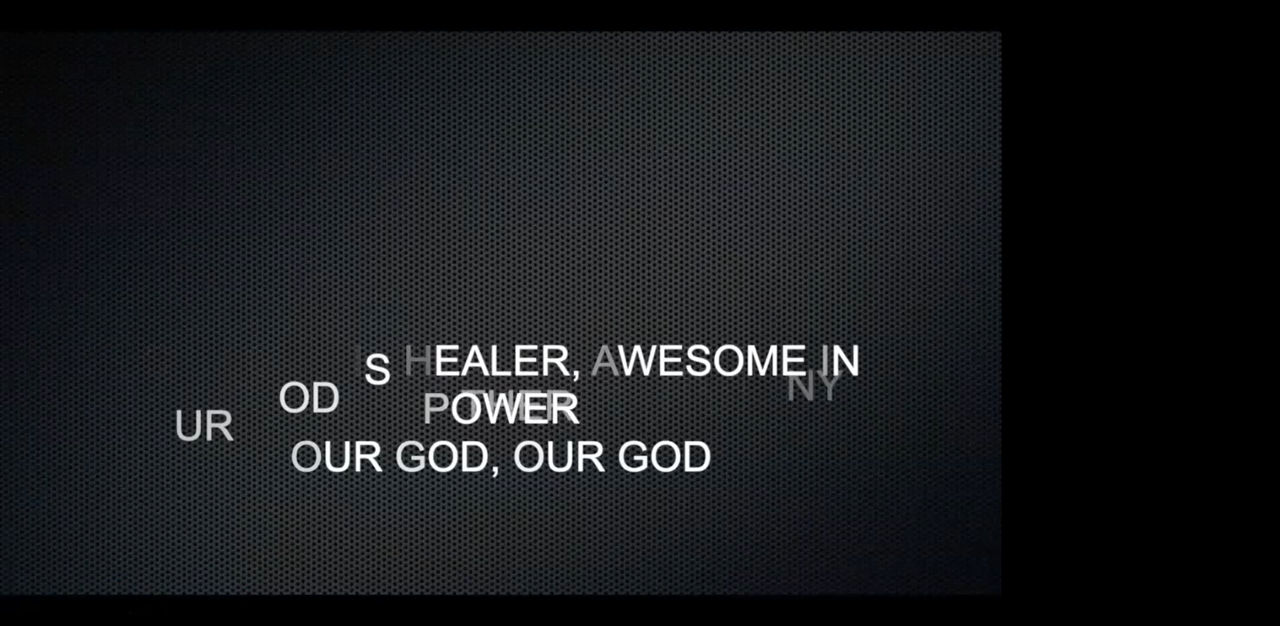 S HEALER, AWESOME IN
NY
OD
POWER
UR
OUR GOD, OUR GOD